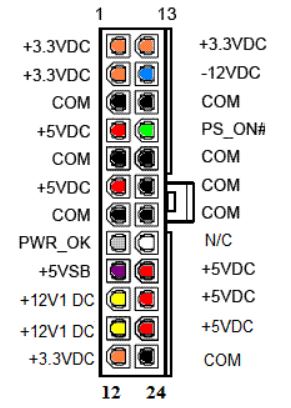 1 13
+3.3VDC +3.3VDC
+3.3VDC -12VDC
COM COM
+5VDC PS_ON#
COM COM
+5VDC COM
COM COM
PWR_OK N/C
+5VSB +5VDC
+12V1 DC +5VDC
+12V1 DC +5VDC
+3.3VDC COM
12 24